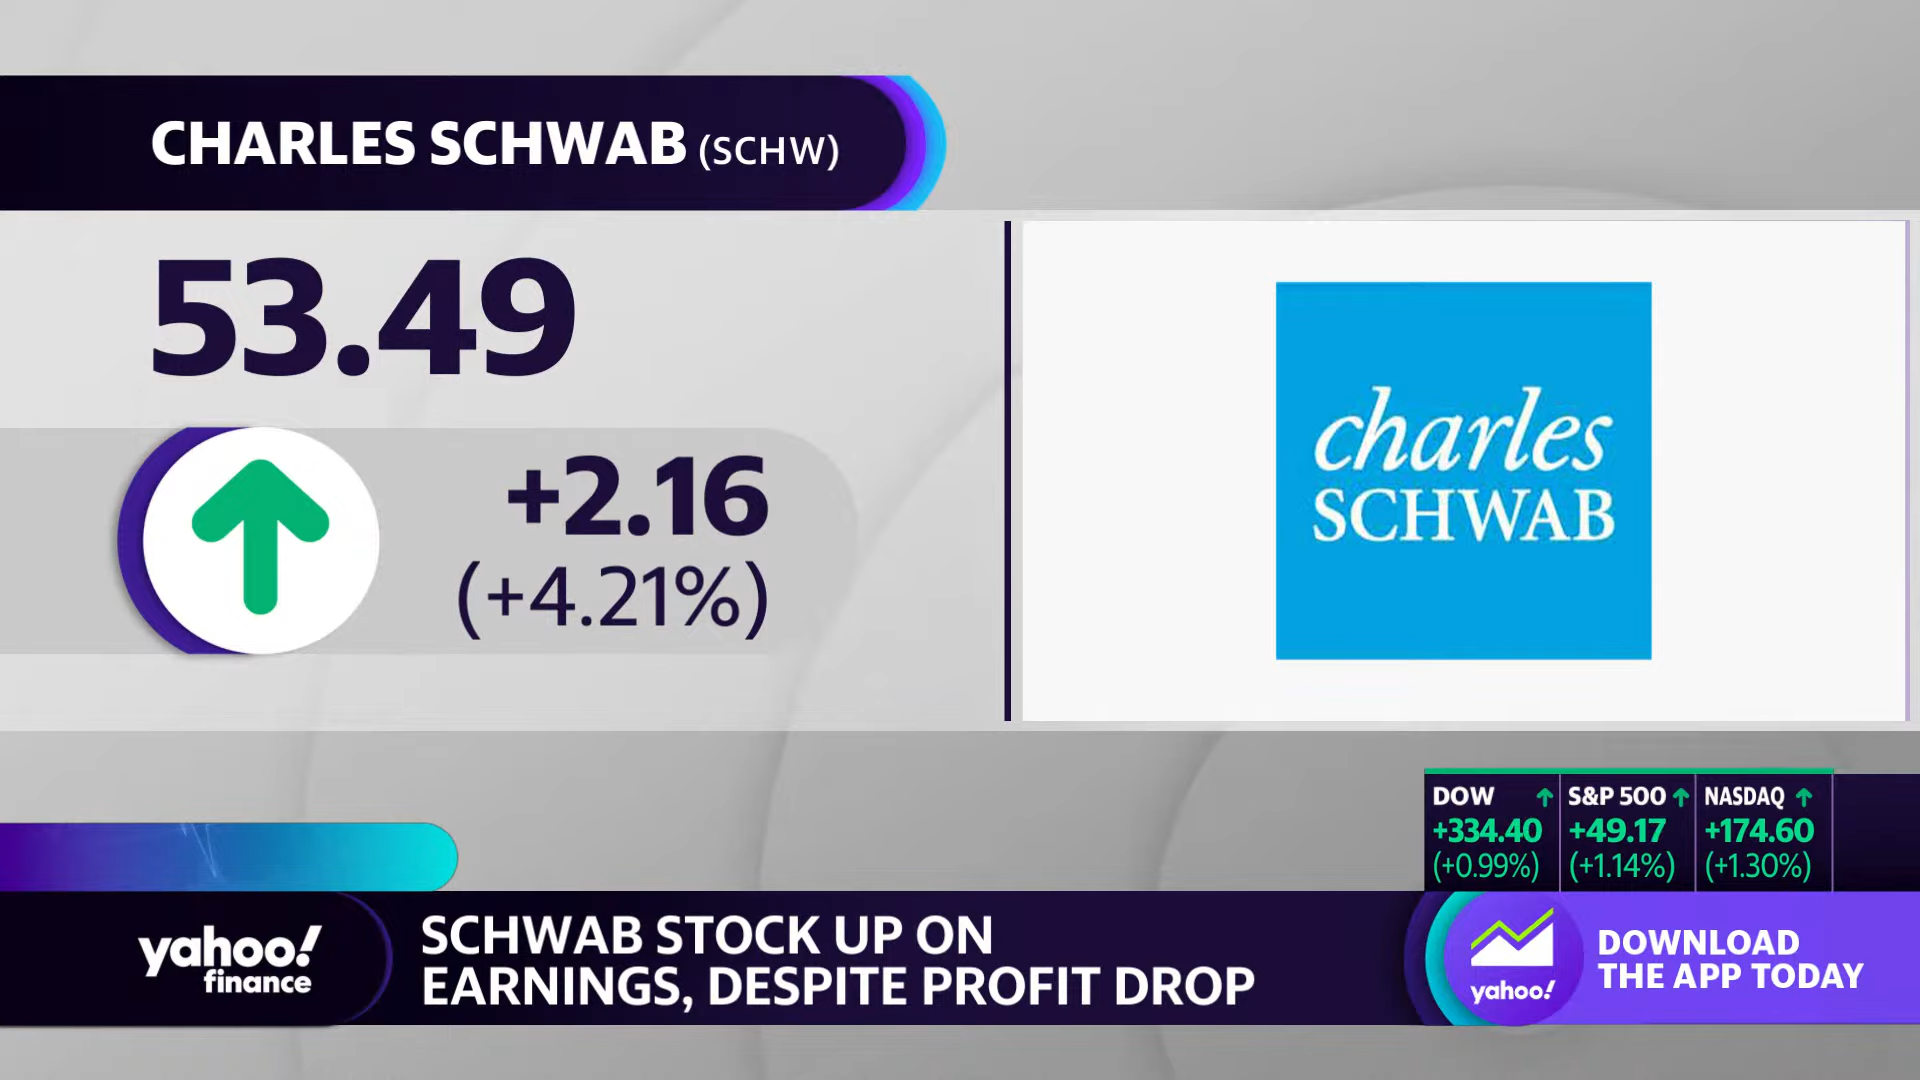 CHARLES SCHWAB (SCHW)
53.49
+2.16
(+4.21%)
charles
SCHWAB
DOW
+334.40
(+0.99%)
S&P 500
+49.17
(+1.14%)
NASDAQ
+174.60
(+1.30%)
yahoo!
finance
SCHWAB STOCK UP ON
EARNINGS, DESPITE PROFIT DROP
yahoo!
DOWNLOAD
THE APP TODAY